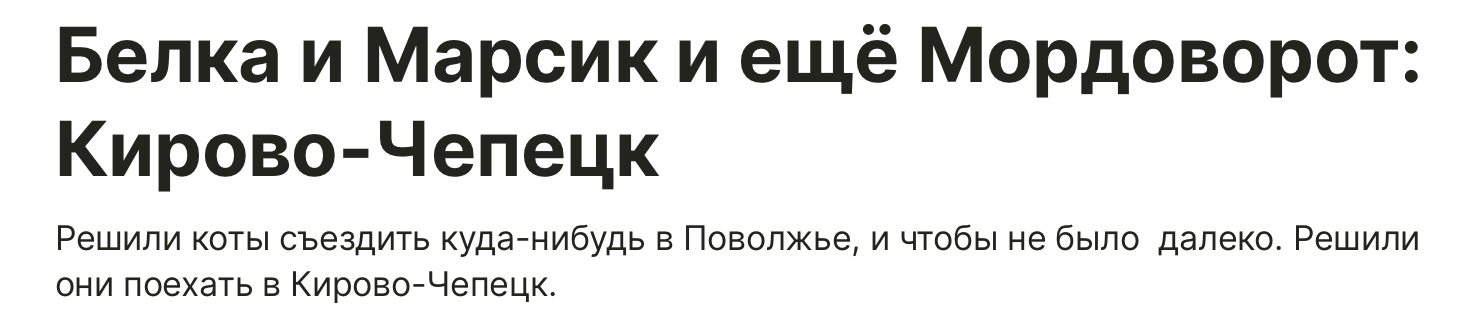 Белка и Марсик и ещё Мордоворот:
Кирово-Чепецк
Решили коты съездить куда-нибудь в Поволжье, и чтобы не было  далеко. Решили
они поехать в Кирово-Чепецк.